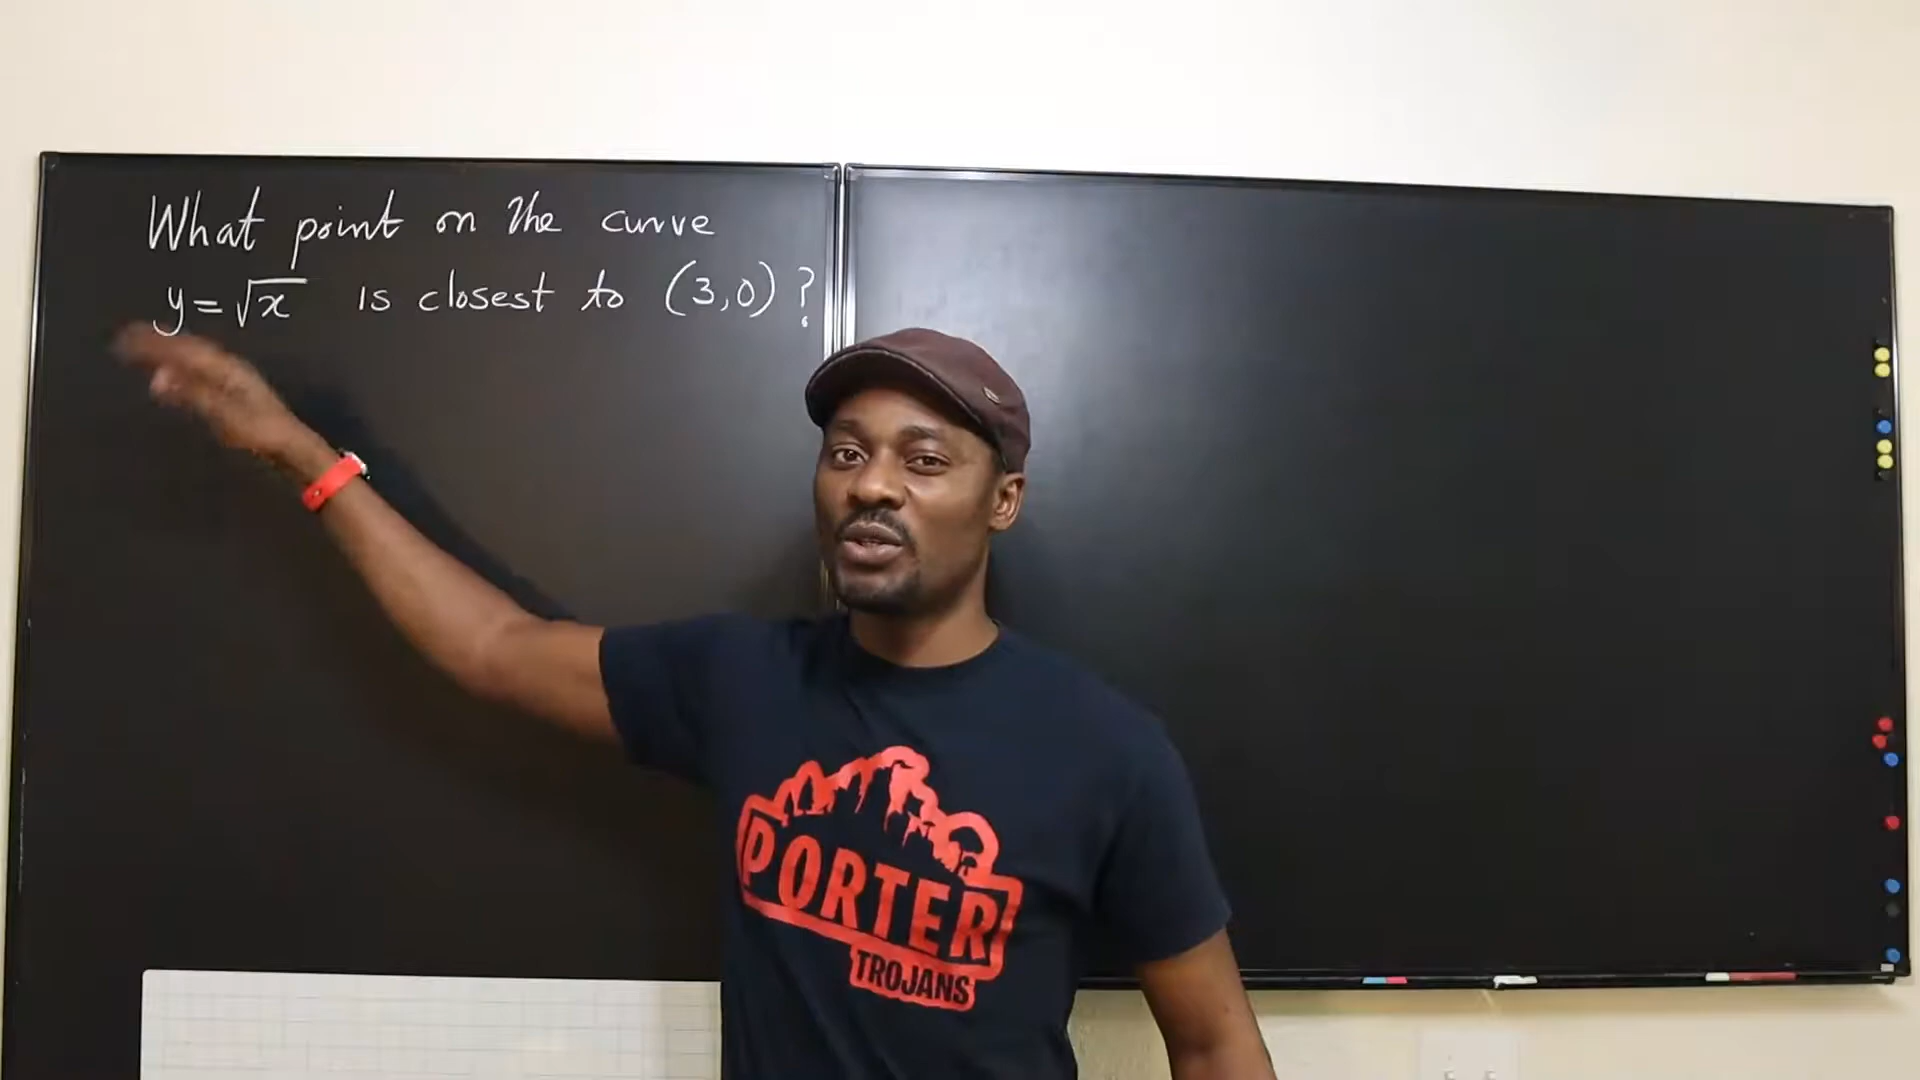 What point on the curve
y = √x is closest to (3,0)?
PORTER
TROJANS